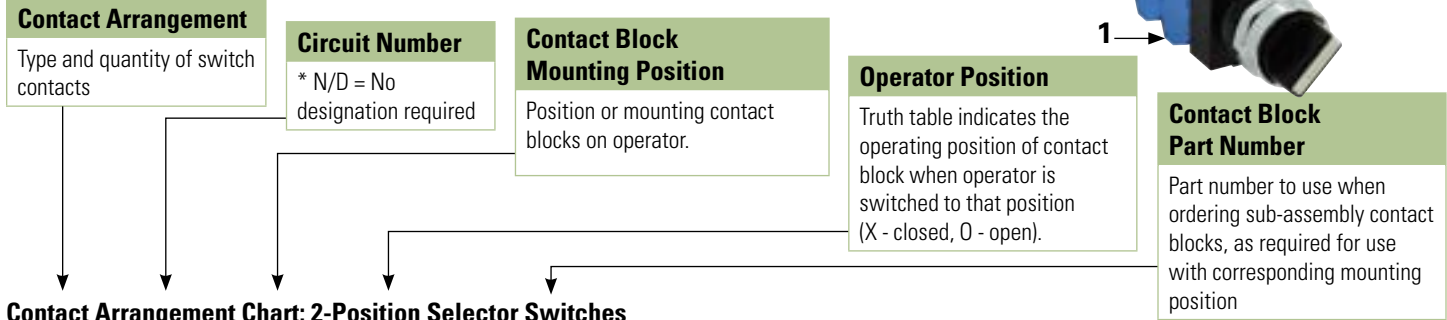 Contact Arrangement
Type and quantity of switch
contacts
Circuit Number
* N/D = No
designation required
Contact Block
Mounting Position
Position or mounting contact
blocks on operator.
1
Operator Position
Truth table indicates the
operating position of contact
block when operator is
switched to that position
(X - closed, O - open).
Contact Block
Part Number
Part number to use when
ordering sub-assembly contact
blocks, as required for use
with corresponding mounting
position
Contact Arrangement Chart: 2-Position Selector Switches